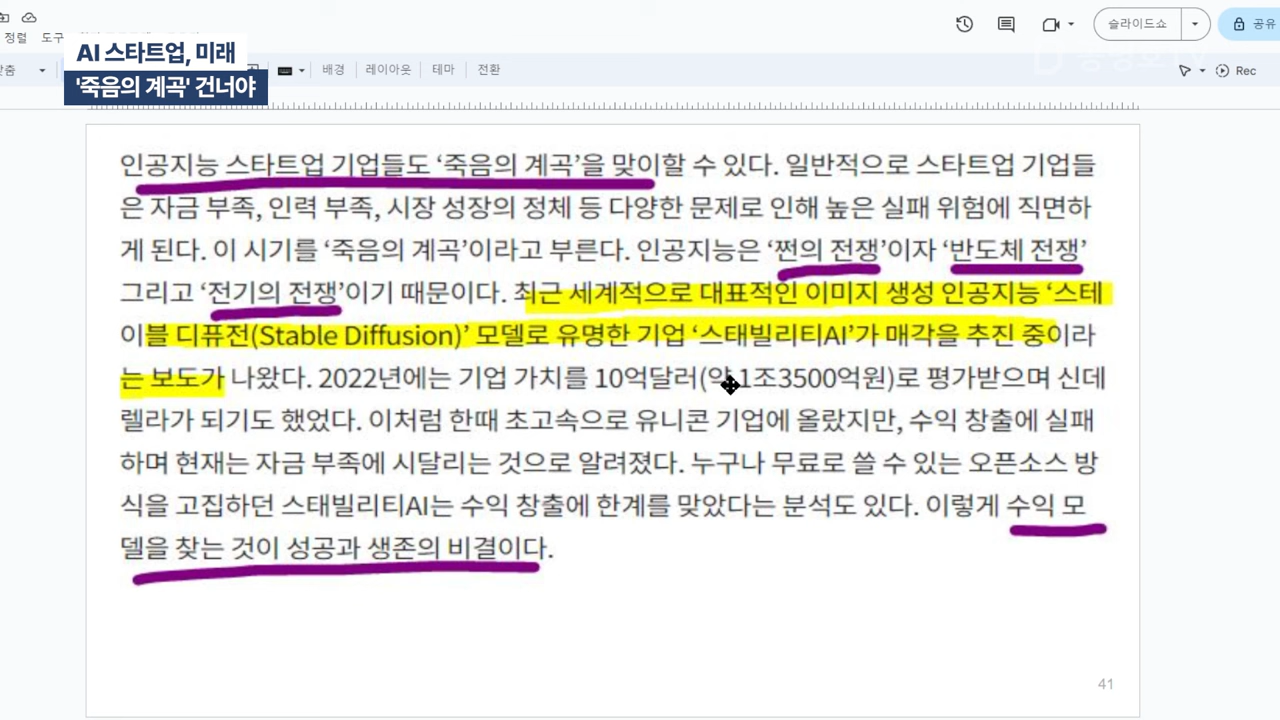 정렬 도구
AI 스타트업, 미래
'죽음의 계곡' 건너야
배경 레이아웃 테마 전환
슬라이드쇼
공유
Rec
인공지능 스타트업 기업들도 ‘죽음의 계곡’을 맞이할 수 있다. 일반적으로 스타트업 기업들
은 자금 부족, 인력 부족, 시장 성장의 정체 등 다양한 문제로 인해 높은 실패 위험에 직면하
게 된다. 이 시기를 ‘죽음의 계곡’이라고 부른다. 인공지능은 ‘쩐의 전쟁’이자 ‘반도체 전쟁’
그리고 ‘전기의 전쟁’이기 때문이다. 최근 세계적으로 대표적인 이미지 생성 인공지능 ‘스테
이블 디퓨전(Stable Diffusion)’ 모델로 유명한 기업 ‘스태빌리티AI’가 매각을 추진 중이라
는 보도가 나왔다. 2022년에는 기업 가치를 10억달러(약 1조3500억원)로 평가받으며 신데
렐라가 되기도 했었다. 이처럼 한때 초고속으로 유니콘 기업에 올랐지만, 수익 창출에 실패
하며 현재는 자금 부족에 시달리는 것으로 알려졌다. 누구나 무료로 쓸 수 있는 오픈소스 방
식을 고집하던 스태빌리티AI는 수익 창출에 한계를 맞았다는 분석도 있다. 이렇게 수익 모
델을 찾는 것이 성공과 생존의 비결이다.
41